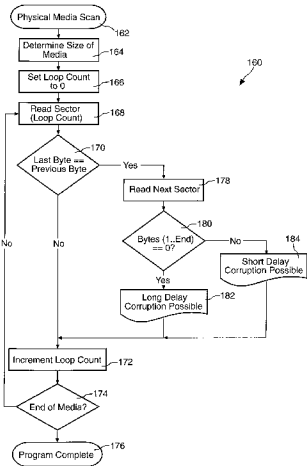 Physical Media Scan
162
Determine Size of
Media
164
160
Set Loop Count
to 0
166
Read Sector
(Loop Count)
168
170
Last Byte ==
Previous Byte
Yes
Read Next Sector
178
180
Bytes (1..End)
== 0?
No
184
Short Delay
Corruption Possible
Yes
182
Long Delay
Corruption Possible
No
No
Increment Loop Count
172
174
End of Media?
Program Complete
176